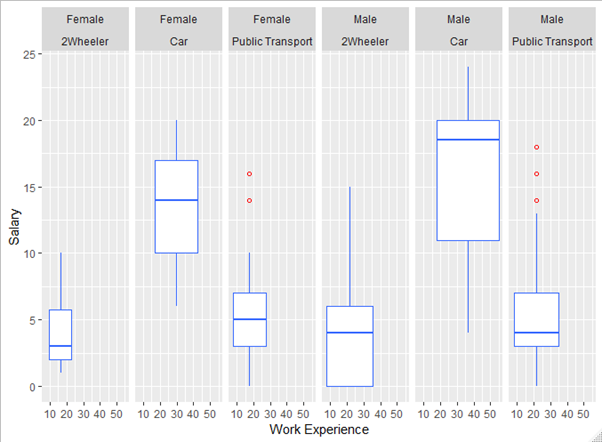 Female Female Female Male Male Male
2Wheeler Car Public Transport 2Wheeler Car Public Transport
25
20
15
10
5
0
Salary
10 20 30 40 50 10 20 30 40 50 10 20 30 40 50 10 20 30 40 50 10 20 30 40 50 10 20 30 40 50
Work Experience